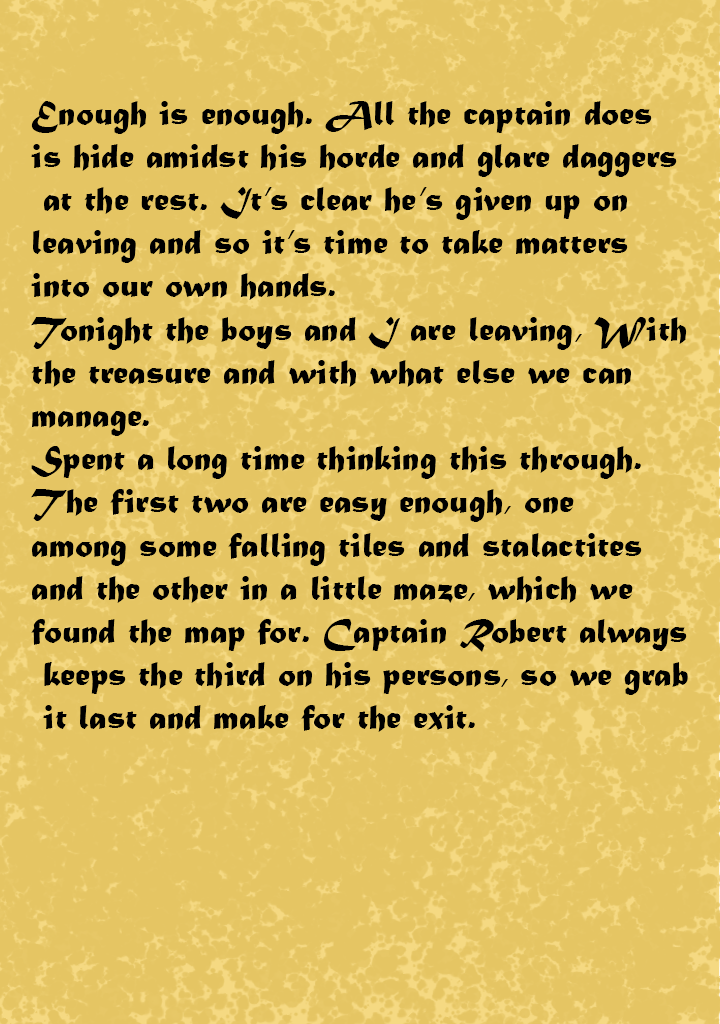 Enough is enough. All the captain does
is hide amidst his horde and glare daggers
at the rest. It's clear he's given up on
leaving and so it's time to take matters
into our own hands.
Tonight the boys and I are leaving, With
the treasure and with what else we can
manage.
Spent a long time thinking this through.
The first two are easy enough, one
among some falling tiles and stalactites
and the other in a little maze, which we
found the map for. Captain Robert always
keeps the third on his persons, so we grab
it last and make for the exit.